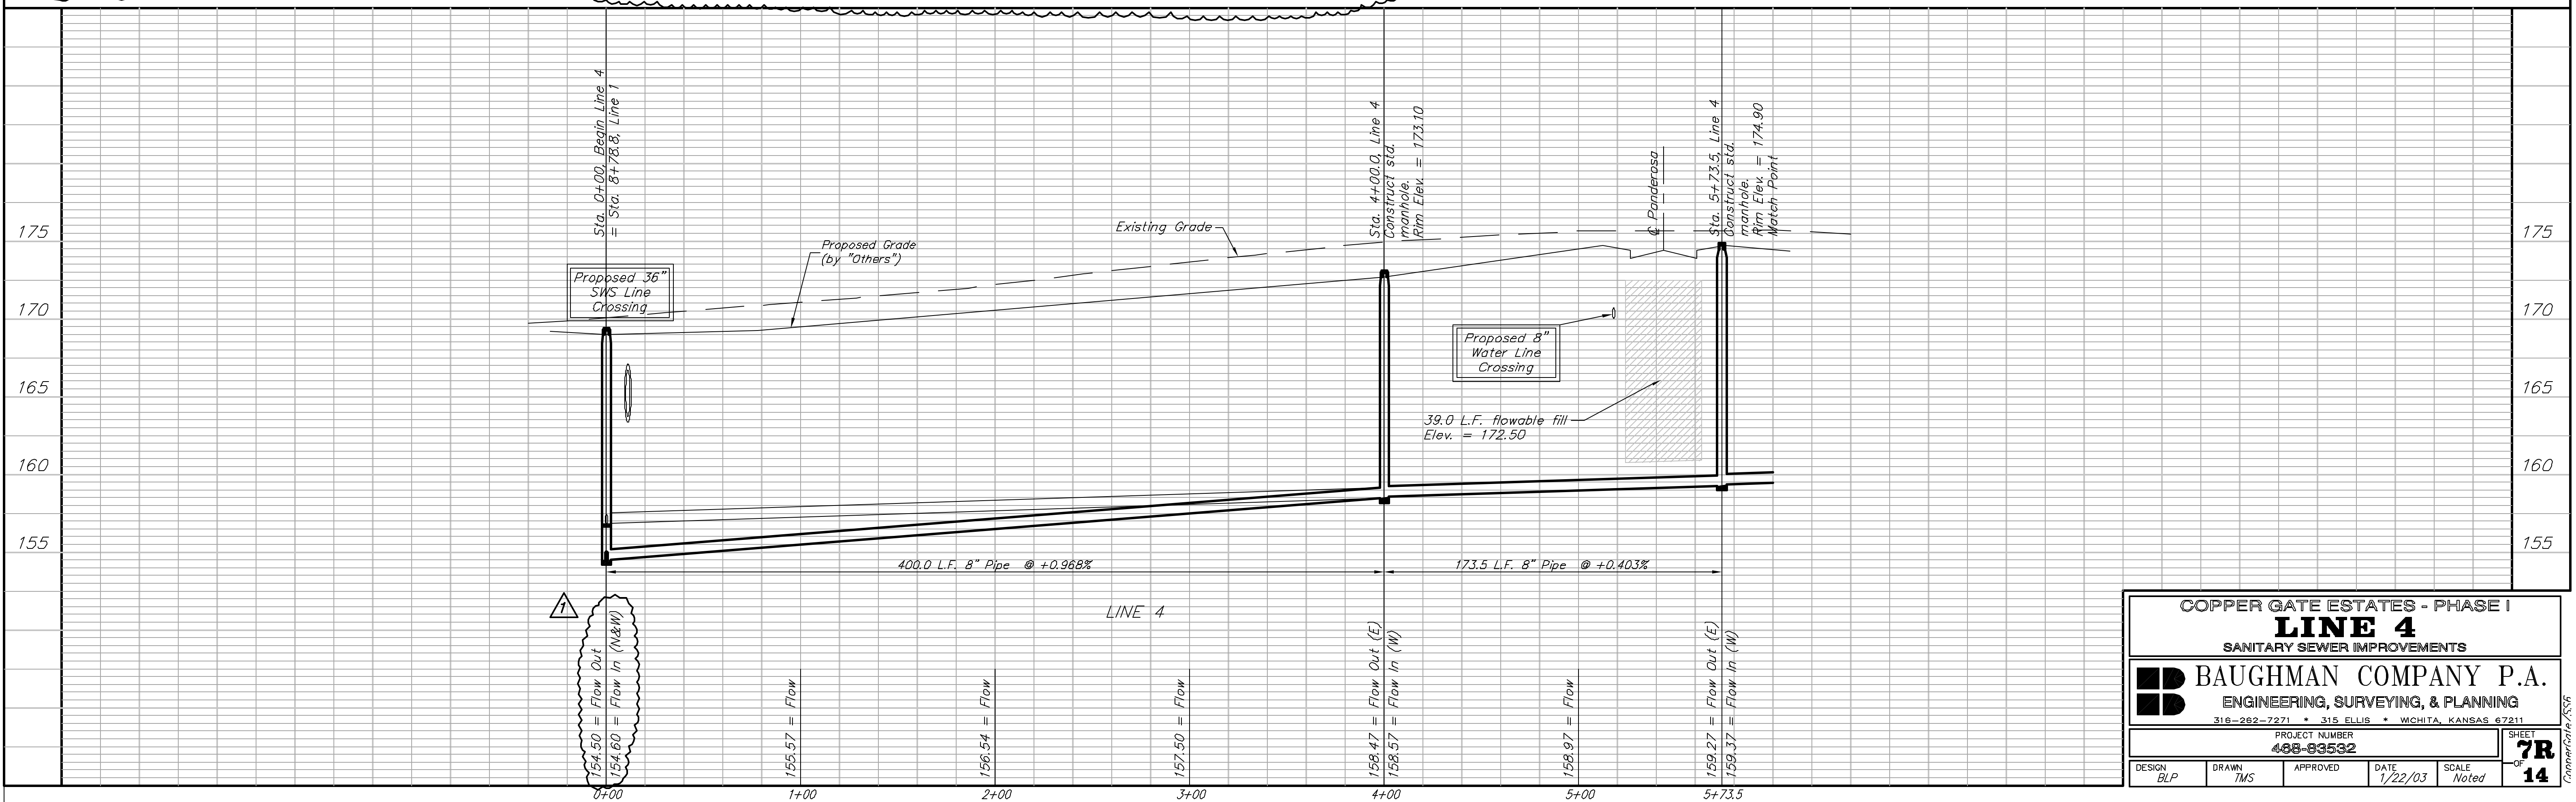 Sta. 0+00, Begin Line 4
= Sta. 8+78.8, Line 1
Sta. 4+00.0, Line 4
Construct std.
manhole.
Rim Elev. = 173.10
℄ Ponderosa
Sta. 5+73.5, Line 4
Construct std.
manhole.
Rim Elev. = 174.90
Match Point
175
170
165
160
155
175
170
165
160
155
Proposed 36"
SWS Line
Crossing
Proposed Grade
(by "Others")
Existing Grade
Proposed 8"
Water Line
Crossing
39.0 L.F. flowable fill
Elev. = 172.50
400.0 L.F. 8" Pipe @ +0.968%
173.5 L.F. 8" Pipe @ +0.403%
LINE 4
1
154.50 = Flow Out
154.60 = Flow In (N&W)
155.57 = Flow
156.54 = Flow
157.50 = Flow
158.47 = Flow Out (E)
158.57 = Flow In (W)
158.97 = Flow
159.27 = Flow Out (E)
159.37 = Flow In (W)
0+00
1+00
2+00
3+00
4+00
5+00
5+73.5
COPPER GATE ESTATES - PHASE I
LINE 4
SANITARY SEWER IMPROVEMENTS
BAUGHMAN COMPANY P.A.
ENGINEERING, SURVEYING, & PLANNING
316-262-7271 * 315 ELLIS * WICHITA, KANSAS 67211
PROJECT NUMBER
468-83532
SHEET
7R
OF
14
DESIGN
BLP
DRAWN
TMS
APPROVED
DATE
1/22/03
SCALE
Noted